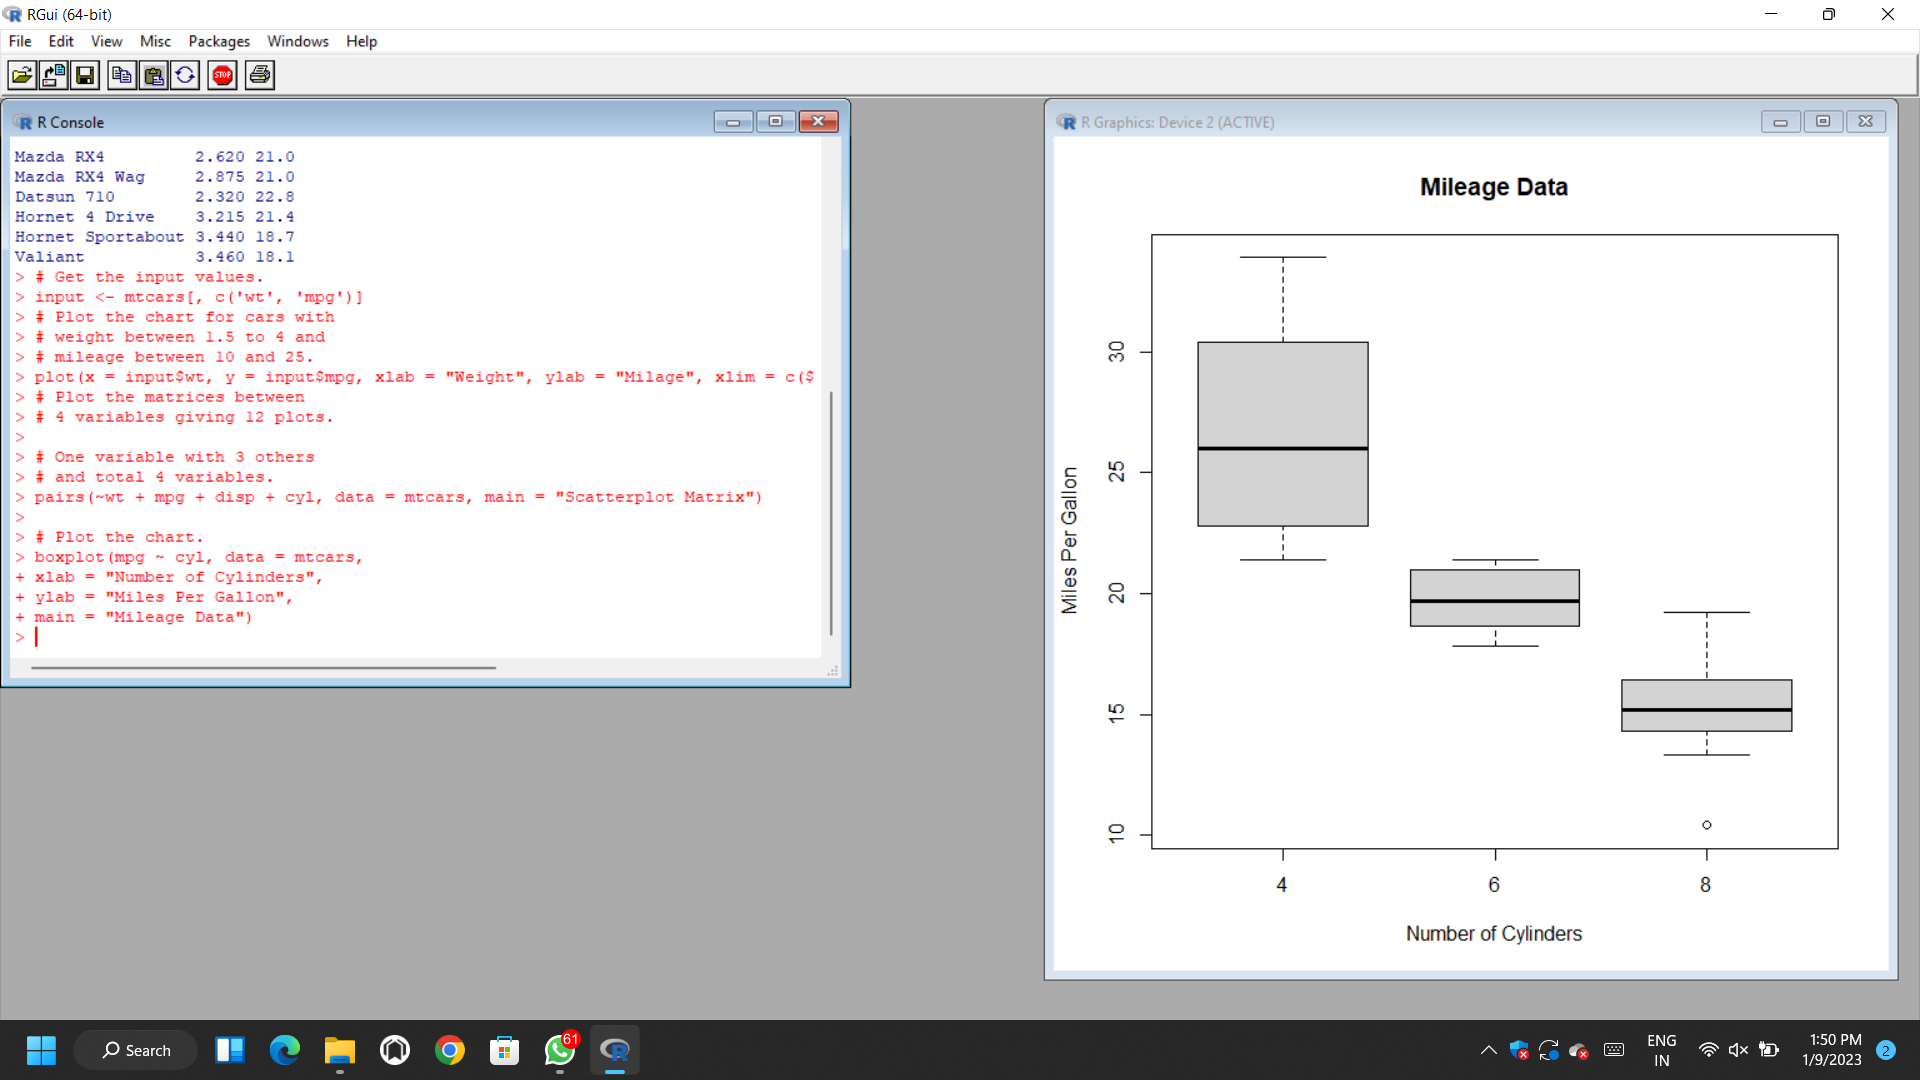 RGui (64-bit)
File Edit View Misc Packages Windows Help
STOP
R Console
Mazda RX4 2.620 21.0
Mazda RX4 Wag 2.875 21.0
Datsun 710 2.320 22.8
Hornet 4 Drive 3.215 21.4
Hornet Sportabout 3.440 18.7
Valiant 3.460 18.1
> # Get the input values.
> input <- mtcars[, c('wt', 'mpg')]
> # Plot the chart for cars with
> # weight between 1.5 to 4 and
> # mileage between 10 and 25.
> plot(x = input$wt, y = input$mpg, xlab = "Weight", ylab = "Milage", xlim = c($
> # Plot the matrices between
> # 4 variables giving 12 plots.
>
> # One variable with 3 others
> # and total 4 variables.
> pairs(~wt + mpg + disp + cyl, data = mtcars, main = "Scatterplot Matrix")
>
> # Plot the chart.
> boxplot(mpg ~ cyl, data = mtcars,
+ xlab = "Number of Cylinders",
+ ylab = "Miles Per Gallon",
+ main = "Mileage Data")
>
R Graphics: Device 2 (ACTIVE)
Mileage Data
Miles Per Gallon
30
25
20
15
10
4 6 8
Number of Cylinders
Search
61
ENG
IN
1:50 PM
1/9/2023
2